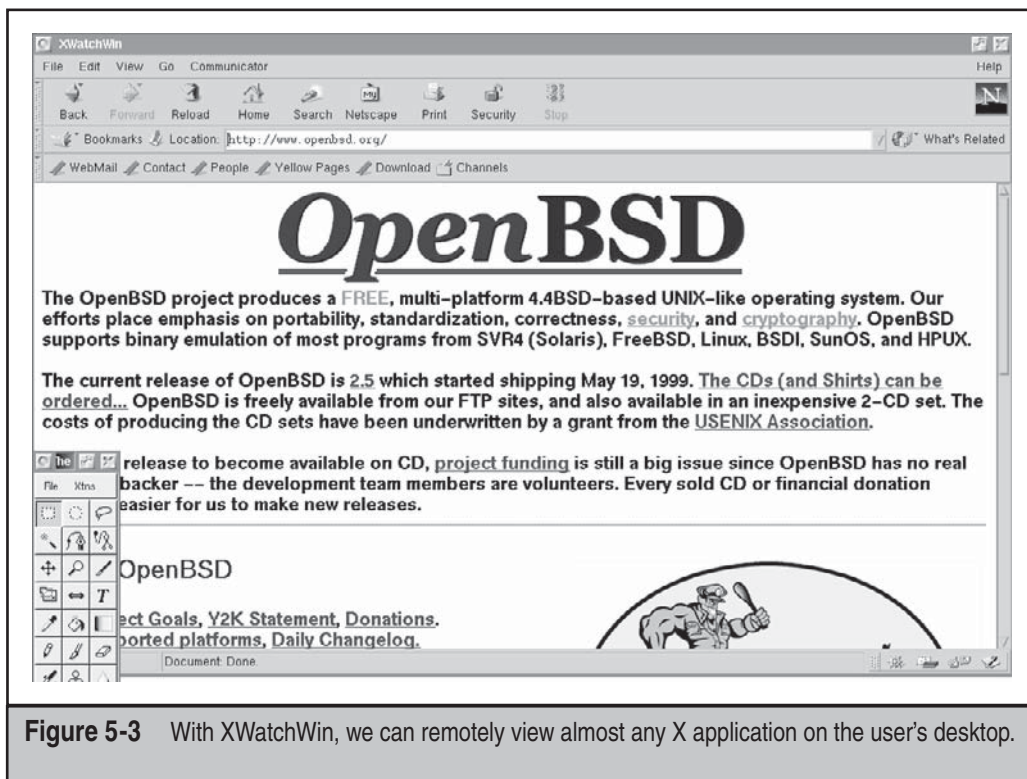 XWatchWin
File Edit View Go Communicator Help
Back Forward Reload Home Search Netscape Print Security Stop
My
N
Bookmarks Location: http://www.openbsd.org/ What's Related
WebMail Contact People Yellow Pages Download Channels
OpenBSD
The OpenBSD project produces a FREE, multi-platform 4.4BSD-based UNIX-like operating system. Our
efforts place emphasis on portability, standardization, correctness, security, and cryptography. OpenBSD
supports binary emulation of most programs from SVR4 (Solaris), FreeBSD, Linux, BSDI, SunOS, and HPUX.
The current release of OpenBSD is 2.5 which started shipping May 19, 1999. The CDs (and Shirts) can be
ordered... OpenBSD is freely available from our FTP sites, and also available in an inexpensive 2-CD set. The
costs of producing the CD sets have been underwritten by a grant from the USENIX Association.
he
release to become available on CD, project funding is still a big issue since OpenBSD has no real
File Xtns
backer -- the development team members are volunteers. Every sold CD or financial donation
easier for us to make new releases.
OpenBSD
T
ect Goals, Y2K Statement, Donations.
ported platforms, Daily Changelog.
Document: Done.
Figure 5-3 With XWatchWin, we can remotely view almost any X application on the user's desktop.